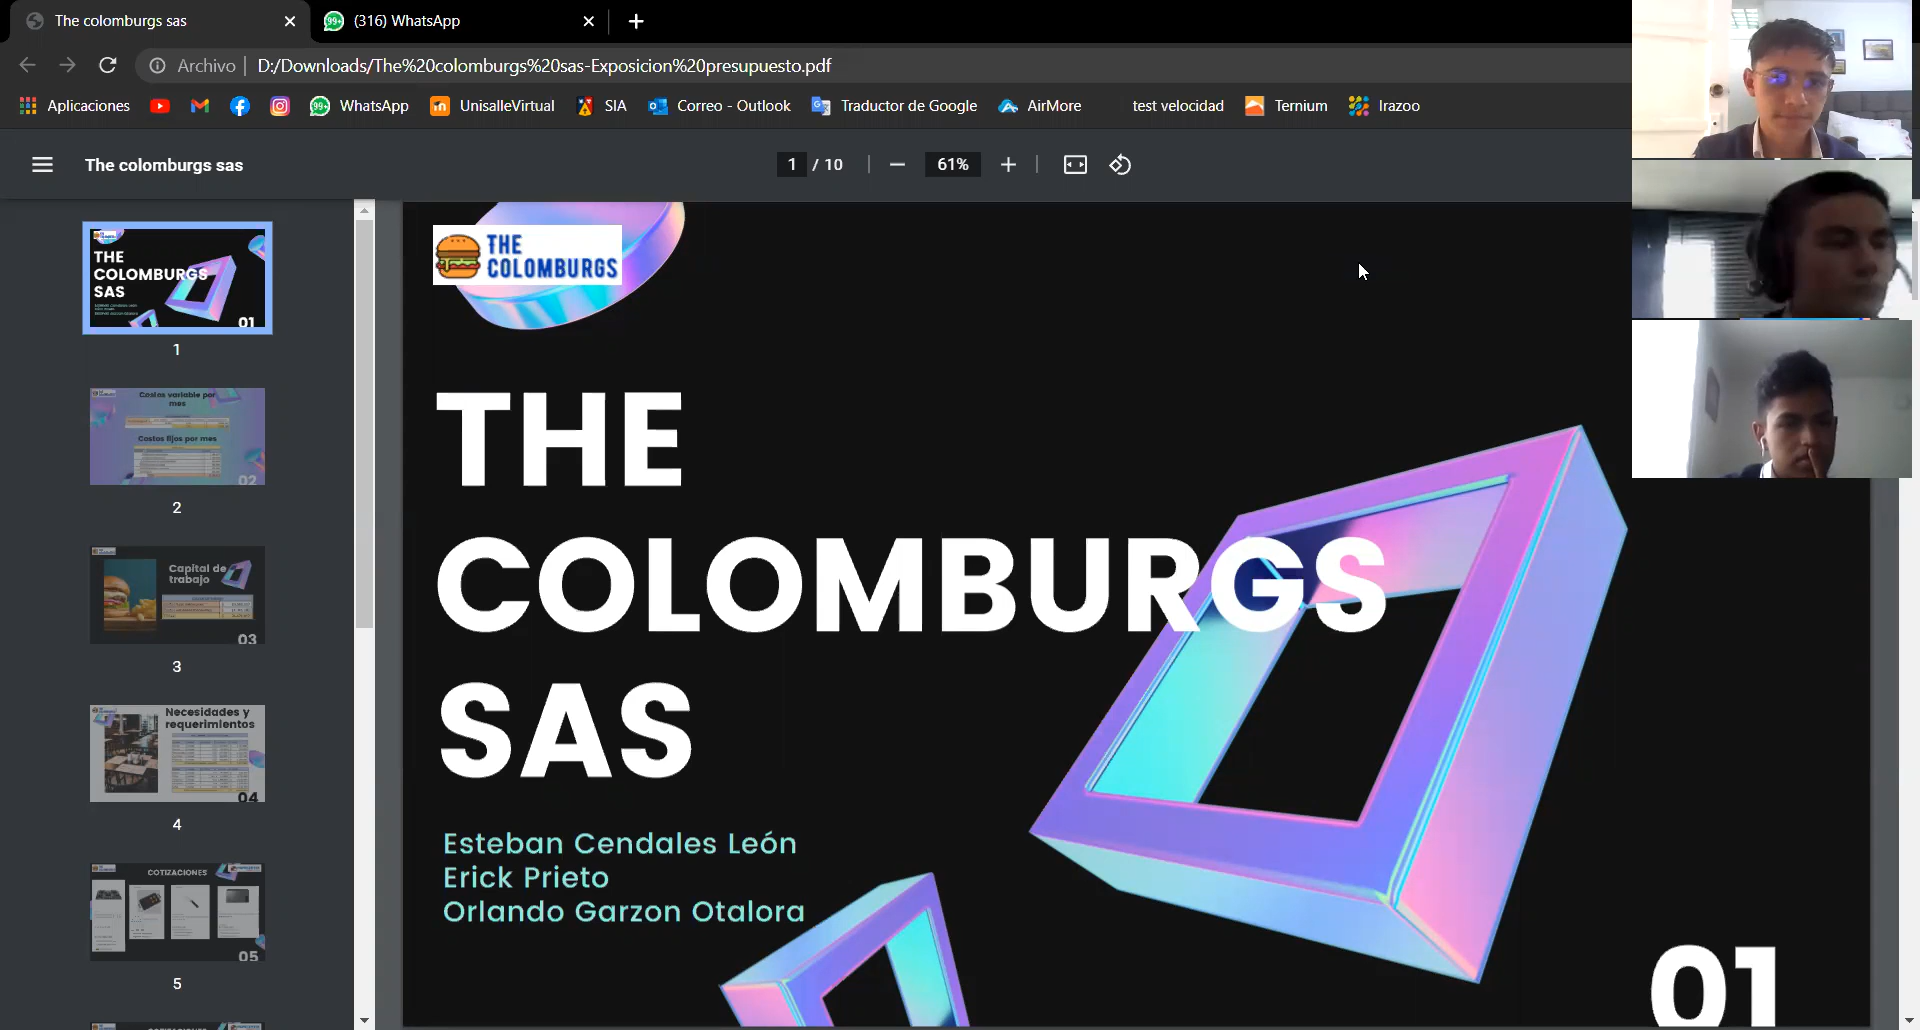 The colomburgs sas
(316) WhatsApp
Archivo
D:/Downloads/The%20colomburgs%20sas-Exposicion%20presupuesto.pdf
Aplicaciones
99+
WhatsApp
UnisalleVirtual
SIA
Correo - Outlook
Traductor de Google
AirMore
test velocidad
Ternium
Irazoo
The colomburgs sas
1 / 10
61%
THE
COLOMBURGS
SAS
01
1
Costos variable por
mes
Costos fijos por mes
02
2
Capital de
trabajo
03
3
Necesidades y
requerimientos
04
4
COTIZACIONES
05
5
THE
COLOMBURGS
THE
COLOMBURGS
SAS
Esteban Cendales León
Erick Prieto
Orlando Garzon Otalora
01